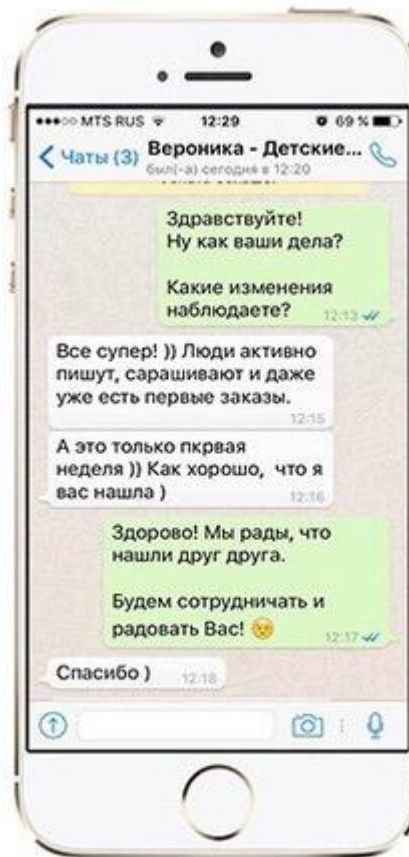 MTS RUS 12:29 69 %
Чаты (3) Вероника - Детские...
был(-а) сегодня в 12:20
Здравствуйте!
Ну как ваши дела?
Какие изменения
наблюдаете? 12:13
Все супер! )) Люди активно
пишут, сарашивают и даже
уже есть первые заказы.
12:15
А это только пкрвая
неделя )) Как хорошо, что я
вас нашла ) 12:16
Здорово! Мы рады, что
нашли друг друга.
Будем сотрудничать и
радовать Вас! 12:17
Спасибо ) 12:18